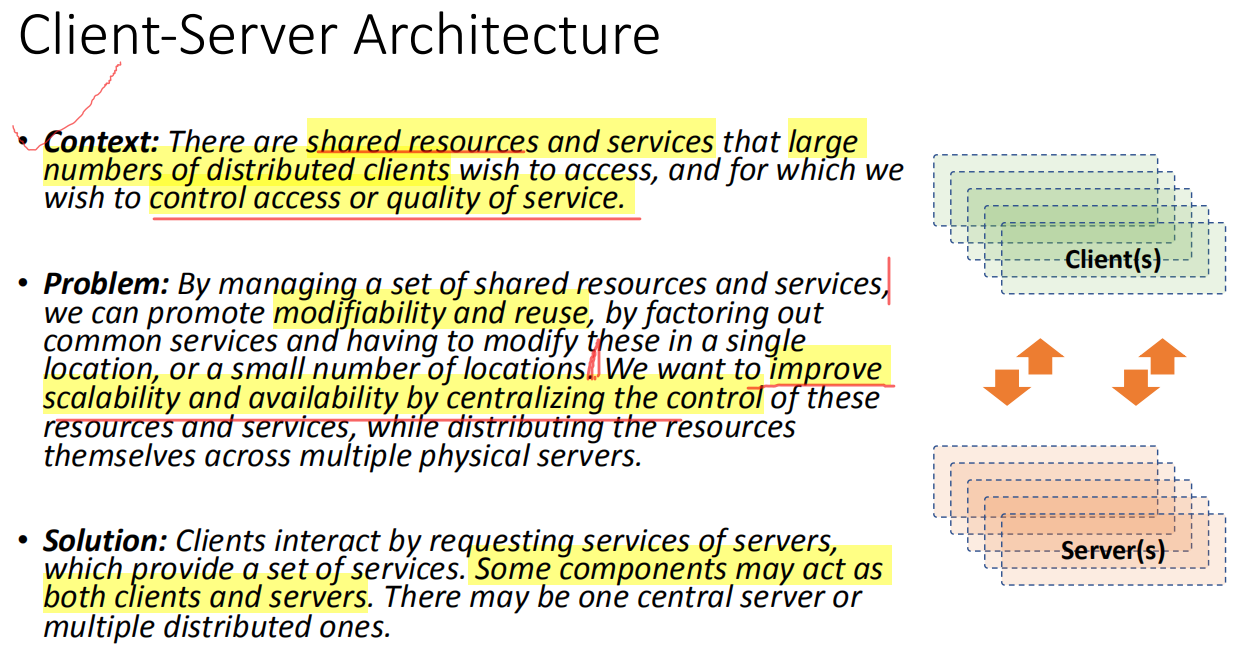 Client-Server Architecture
• Context: There are shared resources and services that large
numbers of distributed clients wish to access, and for which we
wish to control access or quality of service.
• Problem: By managing a set of shared resources and services,
we can promote modifiability and reuse, by factoring out
common services and having to modify these in a single
location, or a small number of locations. We want to improve
scalability and availability by centralizing the control of these
resources and services, while distributing the resources
themselves across multiple physical servers.
• Solution: Clients interact by requesting services of servers,
which provide a set of services. Some components may act as
both clients and servers. There may be one central server or
multiple distributed ones.
Client(s)
Server(s)